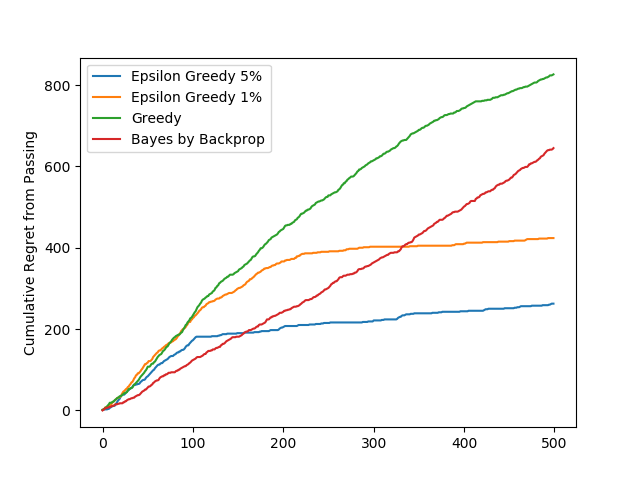 Epsilon Greedy 5%
Epsilon Greedy 1%
Greedy
Bayes by Backprop
Cumulative Regret from Passing
800
600
400
200
0
0 100 200 300 400 500